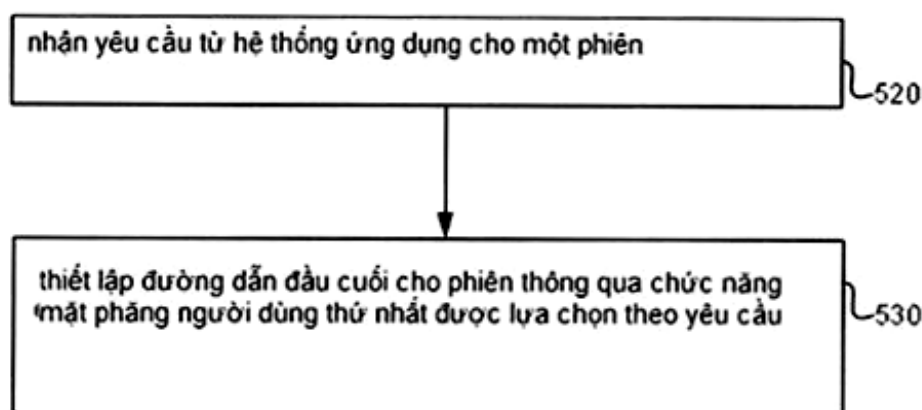 nhận yêu cầu từ hệ thống ứng dụng cho một phiên
520
thiết lập đường dẫn đầu cuối cho phiên thông qua chức năng
mặt phẳng người dùng thứ nhất được lựa chọn theo yêu cầu
530